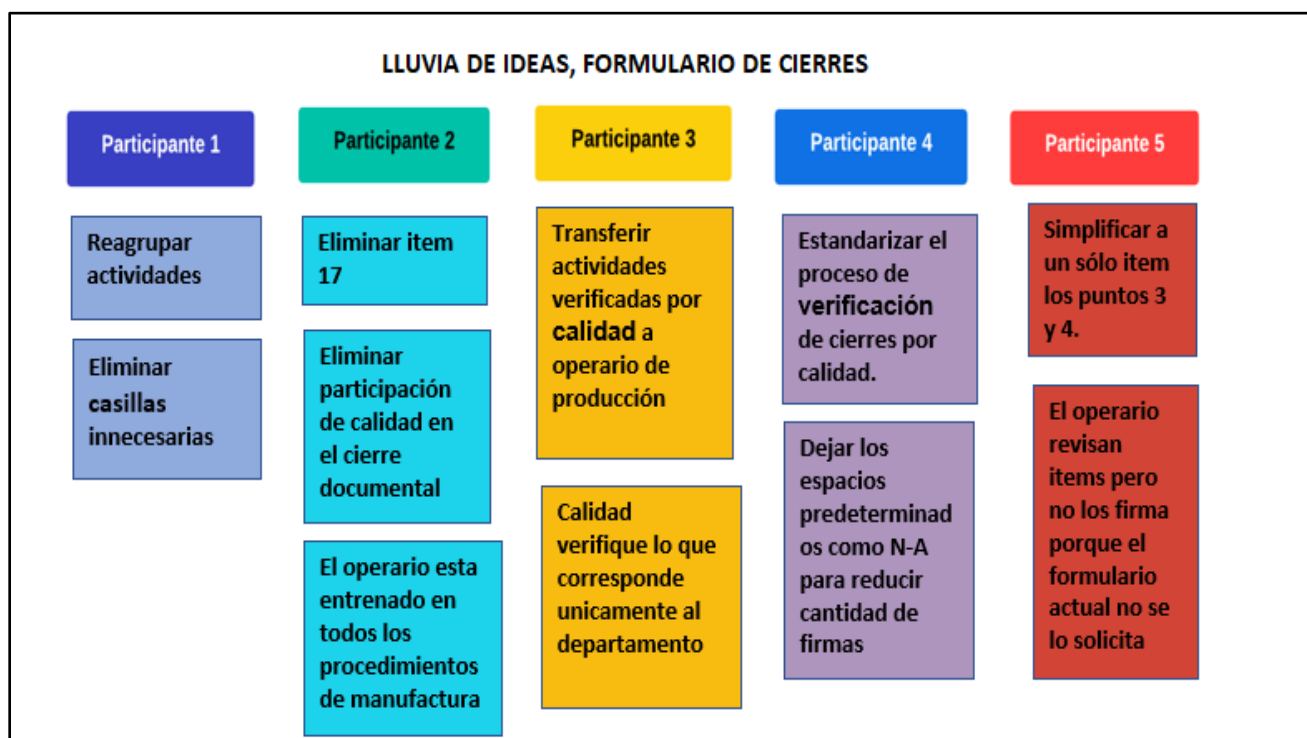 LLUVIA DE IDEAS, FORMULARIO DE CIERRES
Participante 1
Reagrupar
actividades
Eliminar
casillas
innecesarias
Participante 2
Eliminar item
17
Eliminar
participación
de calidad en
el cierre
documental
El operario esta
entrenado en
todos los
procedimientos
de manufactura
Participante 3
Transferir
actividades
verificadas por
calidad a
operario de
producción
Calidad
verifique lo que
corresponde
unicamente al
departamento
Participante 4
Estandarizar el
proceso de
verificación
de cierres por
calidad.
Dejar los
espacios
predeterminad
os como N-A
para reducir
cantidad de
firmas
Participante 5
Simplificar a
un sólo item
los puntos 3
y 4.
El operario
revisan
items pero
no los firma
porque el
formulario
actual no se
lo solicita